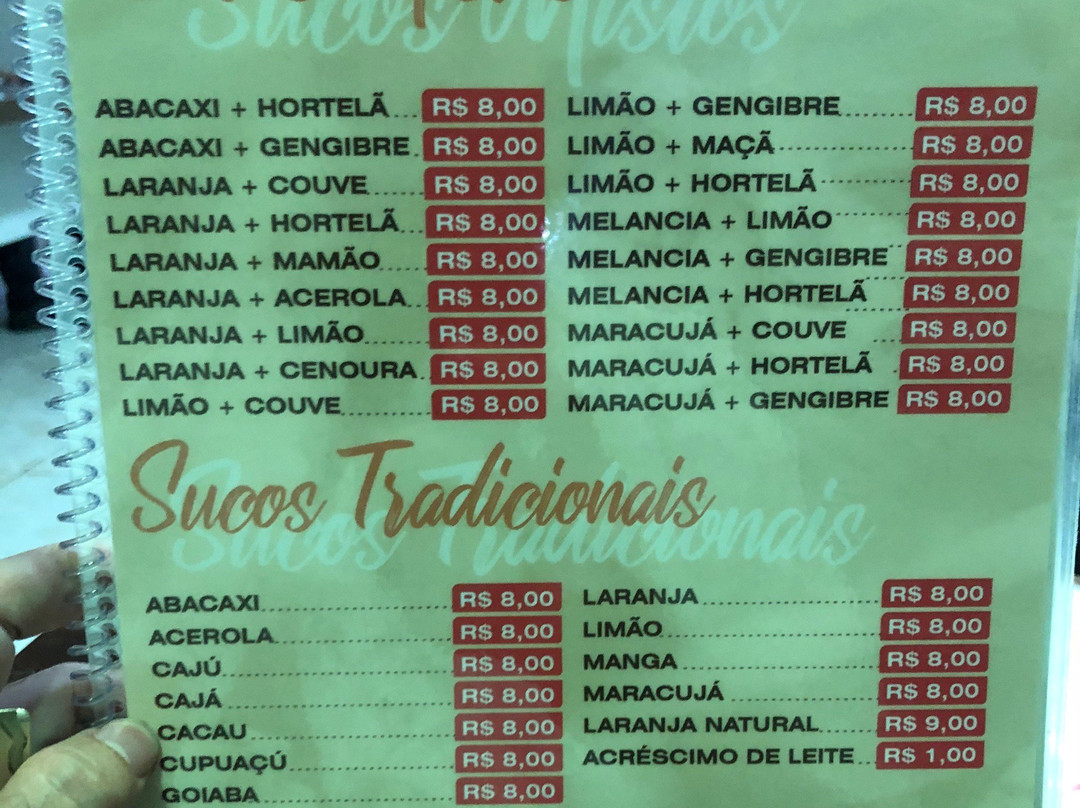 Sucos Mistos
ABACAXI + HORTELÃ... R$ 8,00
ABACAXI + GENGIBRE. R$ 8,00
LARANJA + COUVE...... R$ 8,00
LARANJA + HORTELÃ... R$ 8,00
LARANJA + MAMÃO..... R$ 8,00
LARANJA + ACEROLA.. R$ 8,00
LARANJA + LIMÃO....... R$ 8,00
LARANJA + CENOURA. R$ 8,00
LIMÃO + COUVE.......... R$ 8,00
LIMÃO + GENGIBRE........ R$ 8,00
LIMÃO + MAÇÃ............... R$ 8,00
LIMÃO + HORTELÃ.......... R$ 8,00
MELANCIA + LIMÃO........ R$ 8,00
MELANCIA + GENGIBRE.. R$ 8,00
MELANCIA + HORTELÃ..... R$ 8,00
MARACUJÁ + COUVE .... R$ 8,00
MARACUJÁ + HORTELÃ . R$ 8,00
MARACUJÁ + GENGIBRE R$ 8,00
Sucos Tradicionais
Sucos Tradicionais
ABACAXI........................ R$ 8,00
ACEROLA...................... R$ 8,00
CAJÚ............................. R$ 8,00
CAJÁ............................. R$ 8,00
CACAU.......................... R$ 8,00
CUPUAÇÚ..................... R$ 8,00
GOIABA......................... R$ 8,00
LARANJA....................... R$ 8,00
LIMÃO........................... R$ 8,00
MANGA......................... R$ 8,00
MARACUJÁ................... R$ 8,00
LARANJA NATURAL...... R$ 9,00
ACRÉSCIMO DE LEITE.. R$ 1,00